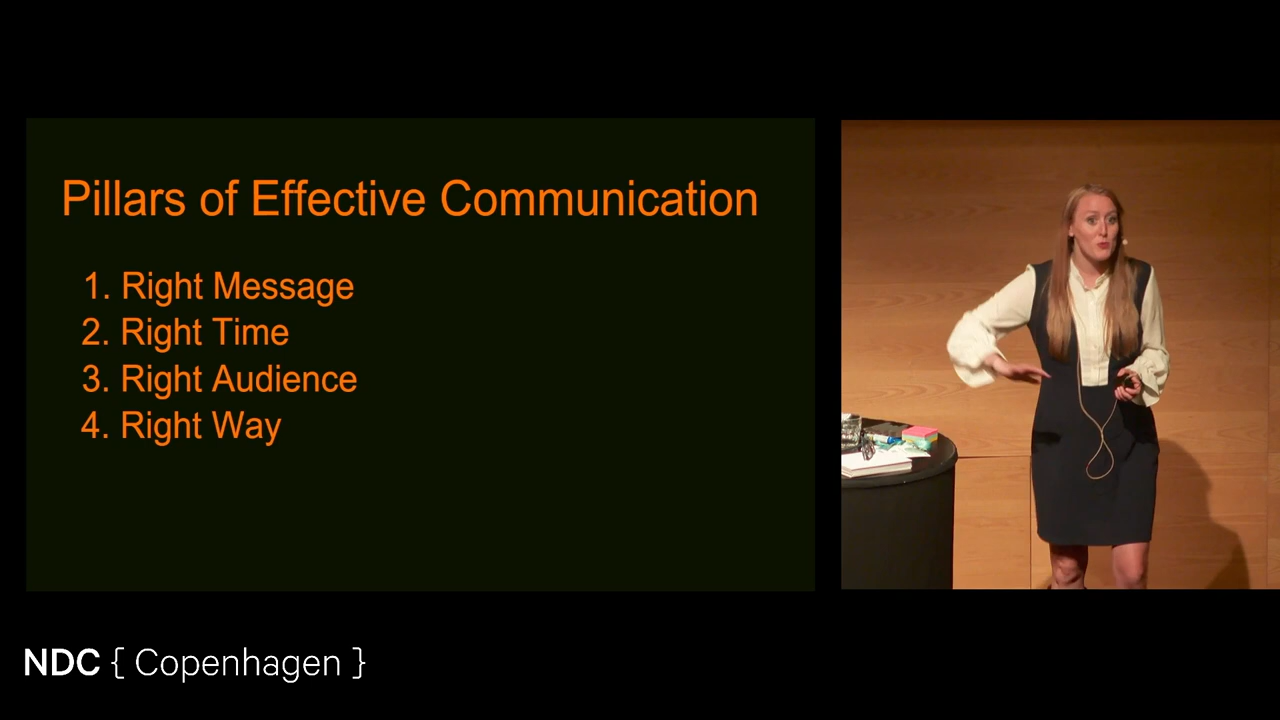 Pillars of Effective Communication
1. Right Message
2. Right Time
3. Right Audience
4. Right Way
NDC { Copenhagen }